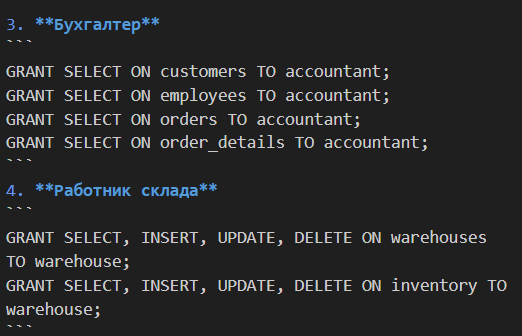 3. **Бухгалтер**
```
GRANT SELECT ON customers TO accountant;
GRANT SELECT ON employees TO accountant;
GRANT SELECT ON orders TO accountant;
GRANT SELECT ON order_details TO accountant;
```
4. **Работник склада**
```
GRANT SELECT, INSERT, UPDATE, DELETE ON warehouses
TO warehouse;
GRANT SELECT, INSERT, UPDATE, DELETE ON inventory TO
warehouse;
```